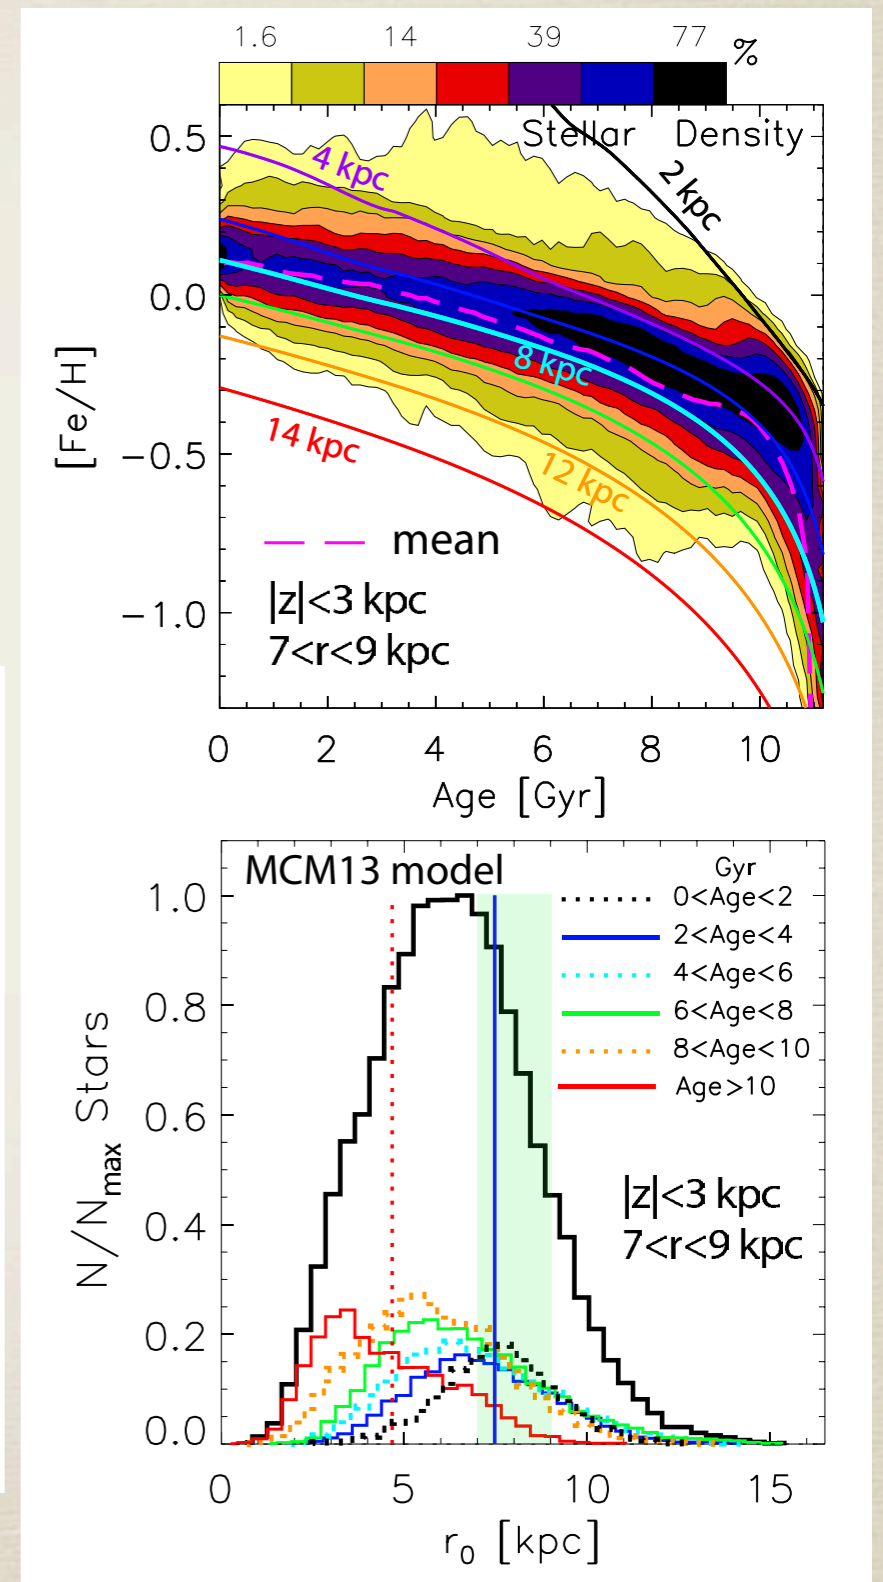 1.6 14 39 77 %
Stellar Density
0.5
0.0
−0.5
−1.0
[Fe/H]
4 kpc
2 kpc
8 kpc
14 kpc
12 kpc
mean
|z|<3 kpc
7<r<9 kpc
0 2 4 6 8 10
Age [Gyr]
MCM13 model
Gyr
0<Age<2
2<Age<4
4<Age<6
6<Age<8
8<Age<10
Age>10
|z|<3 kpc
7<r<9 kpc
1.0
0.8
0.6
0.4
0.2
0.0
N/Nmax Stars
0 5 10 15
r0 [kpc]